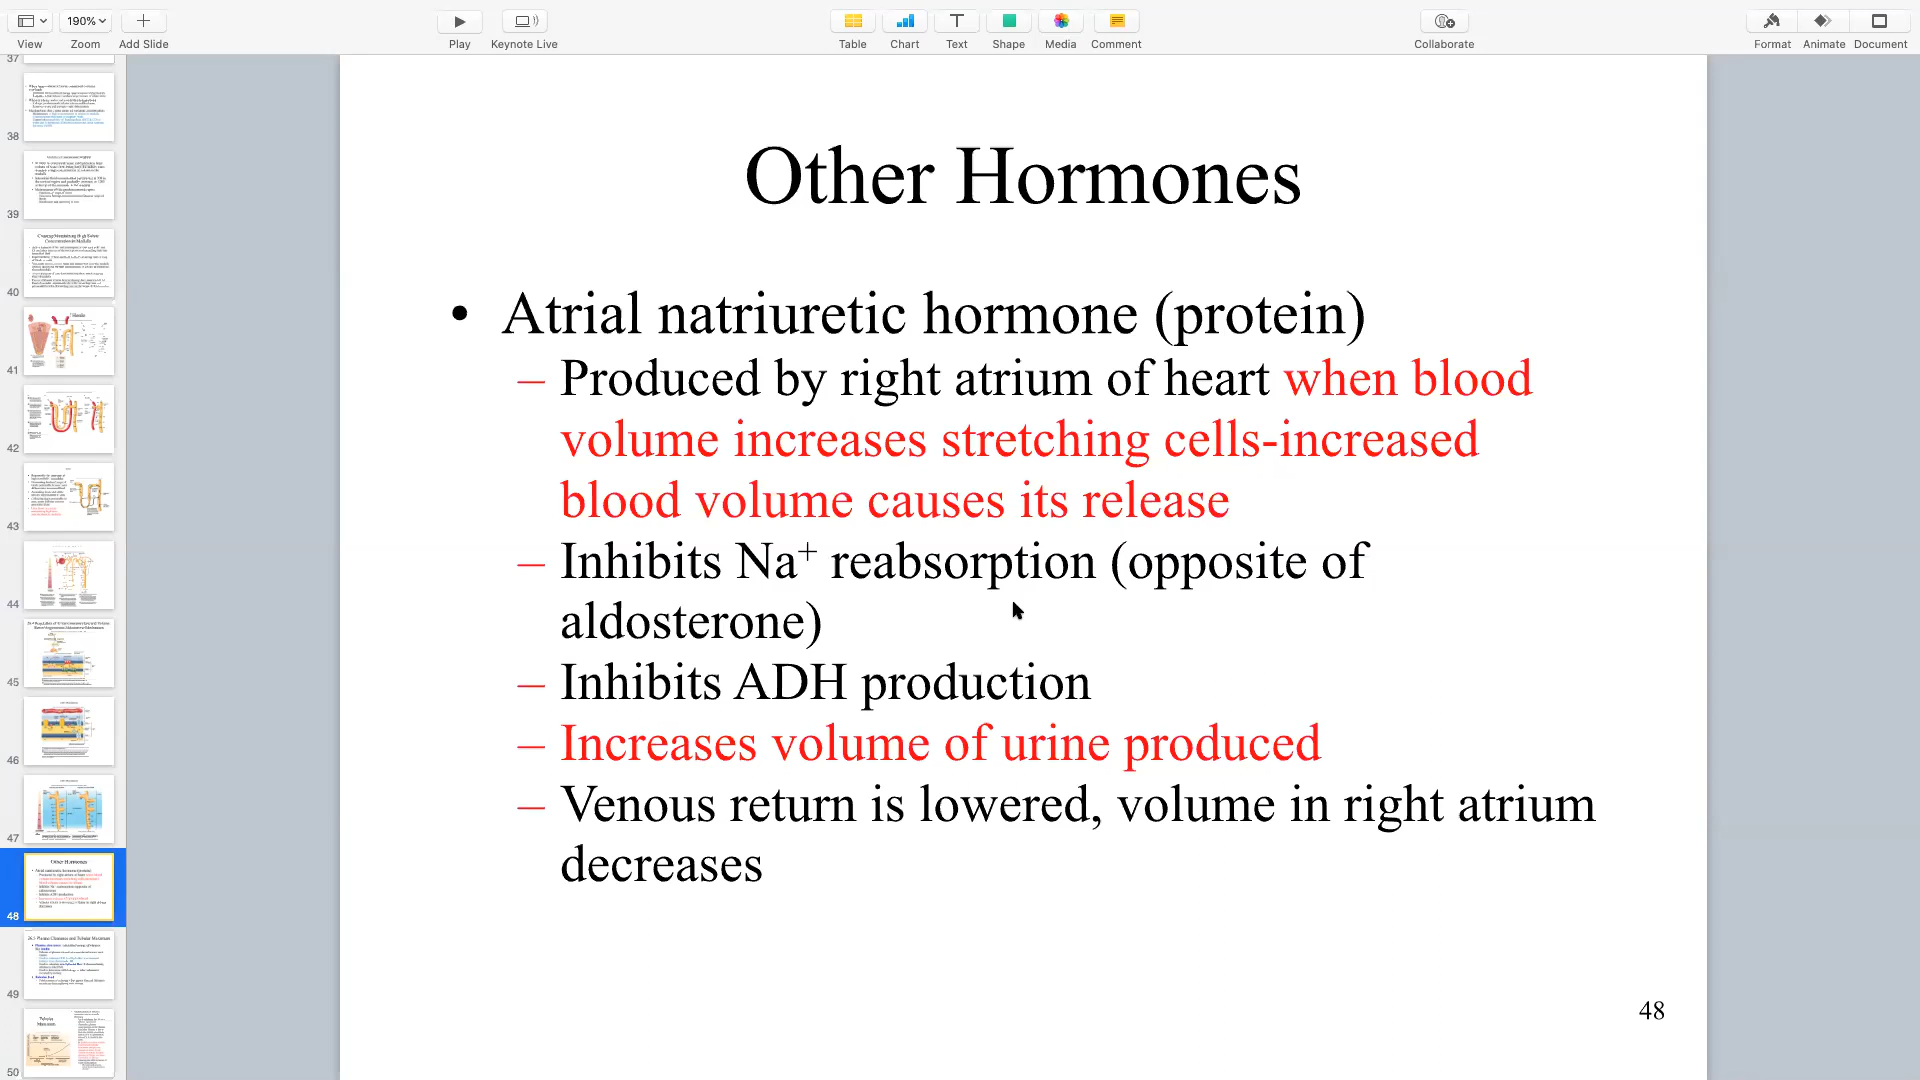 190%
View
Zoom
Add Slide
Play
Keynote Live
Table
Chart
Text
Shape
Media
Comment
Collaborate
Format
Animate
Document
37
38
39
40
41
42
43
44
45
46
47
48
49
50
Other Hormones
• Atrial natriuretic hormone (protein)
– Produced by right atrium of heart when blood
volume increases stretching cells-increased
blood volume causes its release
– Inhibits Na⁺ reabsorption (opposite of
aldosterone)
– Inhibits ADH production
– Increases volume of urine produced
– Venous return is lowered, volume in right atrium
decreases
48